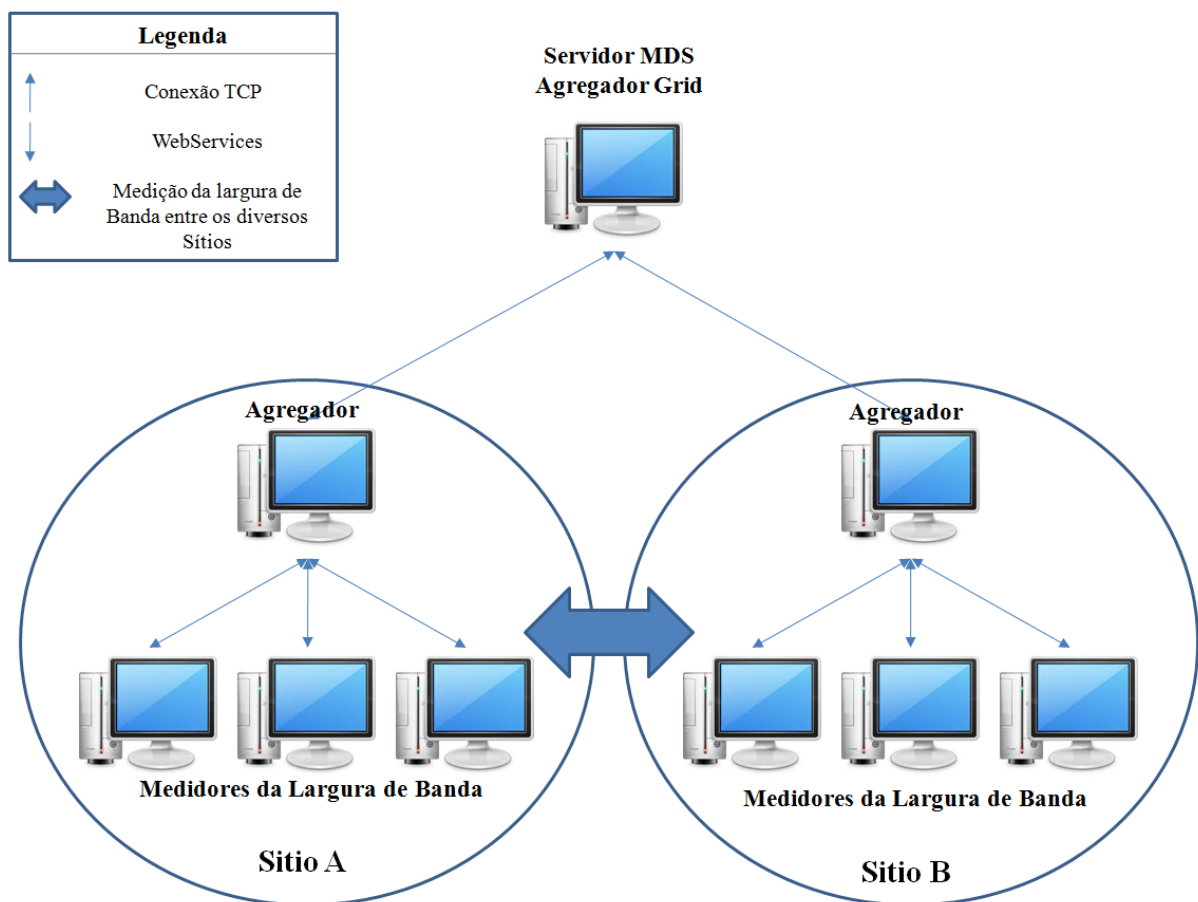 Legenda
Conexão TCP
WebServices
Medição da largura de
Banda entre os diversos
Sítios
Servidor MDS
Agregador Grid
Agregador
Agregador
Medidores da Largura de Banda
Medidores da Largura de Banda
Sitio A
Sitio B